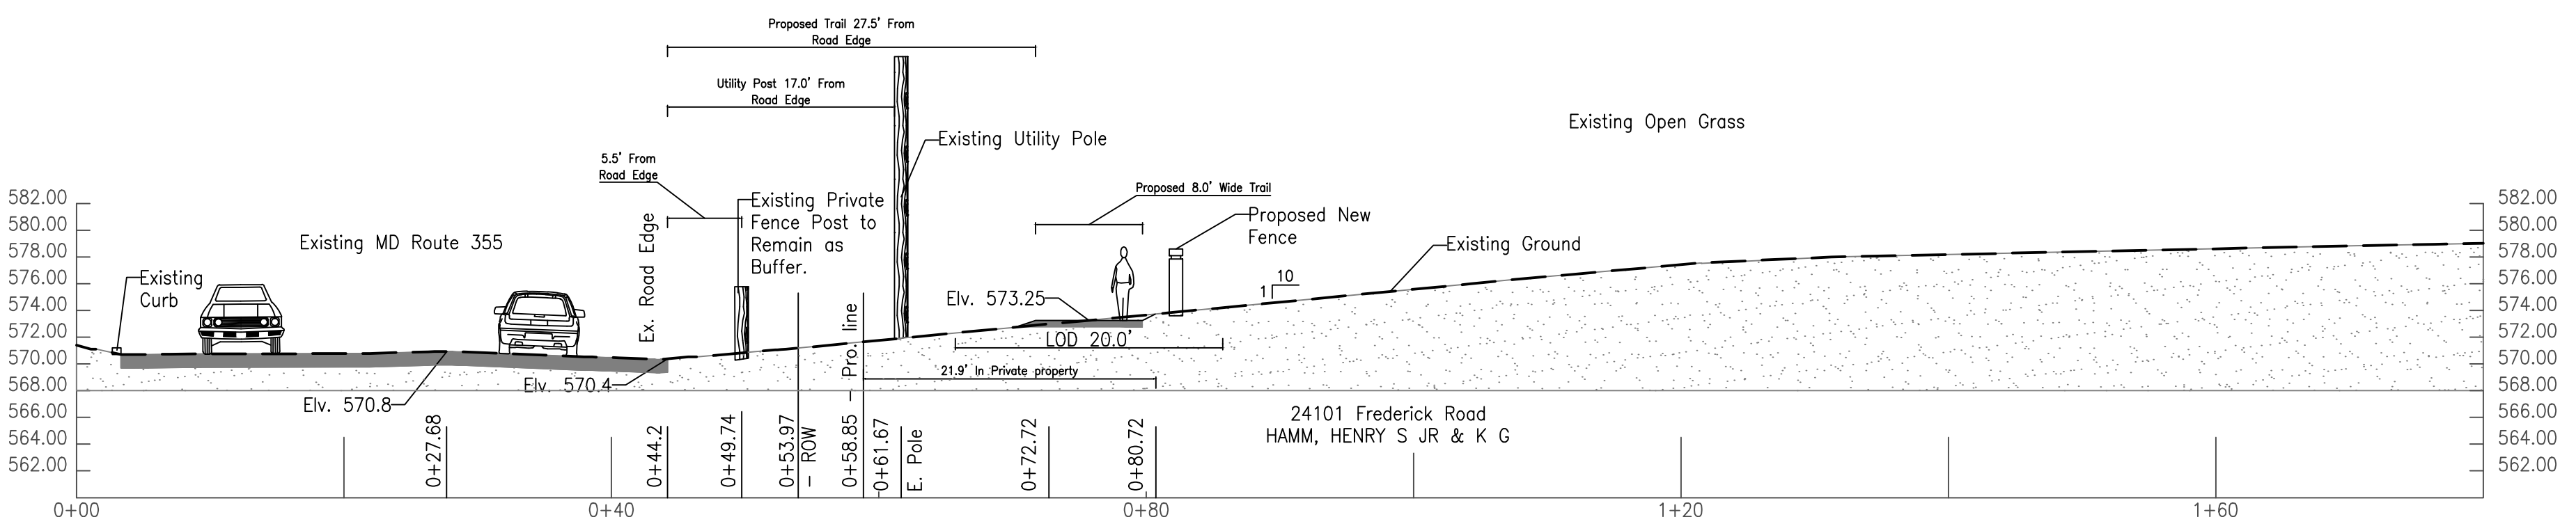 Proposed Trail 27.5' From
Road Edge
Utility Post 17.0' From
Road Edge
Existing Open Grass
Existing Utility Pole
5.5' From
Road Edge
Proposed 8.0' Wide Trail
Existing Private
Fence Post to
Remain as
Buffer.
Proposed New
Fence
Existing MD Route 355
Ex. Road Edge
Existing Ground
Existing
Curb
10
1
Elv. 573.25
LOD 20.0'
Pro. line
21.9' In Private property
Elv. 570.4
Elv. 570.8
582.00
580.00
578.00
576.00
574.00
572.00
570.00
568.00
566.00
564.00
562.00
582.00
580.00
578.00
576.00
574.00
572.00
570.00
568.00
566.00
564.00
562.00
24101 Frederick Road
HAMM, HENRY S JR & K G
0+27.68
0+44.2
0+49.74
0+53.97
- ROW
0+58.85 -
0+61.67
E. Pole
0+72.72
0+80.72
0+00
0+40
0+80
1+20
1+60